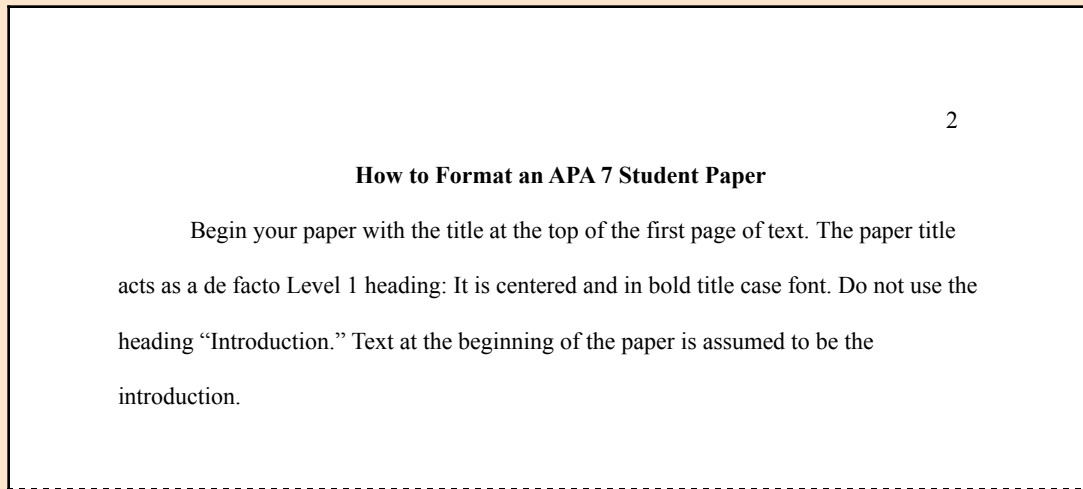 2
How to Format an APA 7 Student Paper
Begin your paper with the title at the top of the first page of text. The paper title
acts as a de facto Level 1 heading: It is centered and in bold title case font. Do not use the
heading “Introduction.” Text at the beginning of the paper is assumed to be the
introduction.